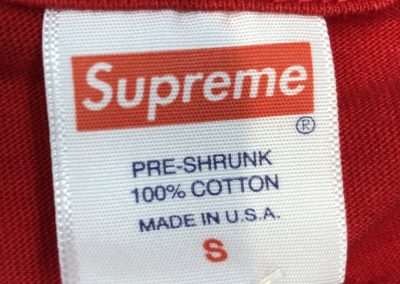 Supreme
®
PRE-SHRUNK
100% COTTON
MADE IN U.S.A.
S